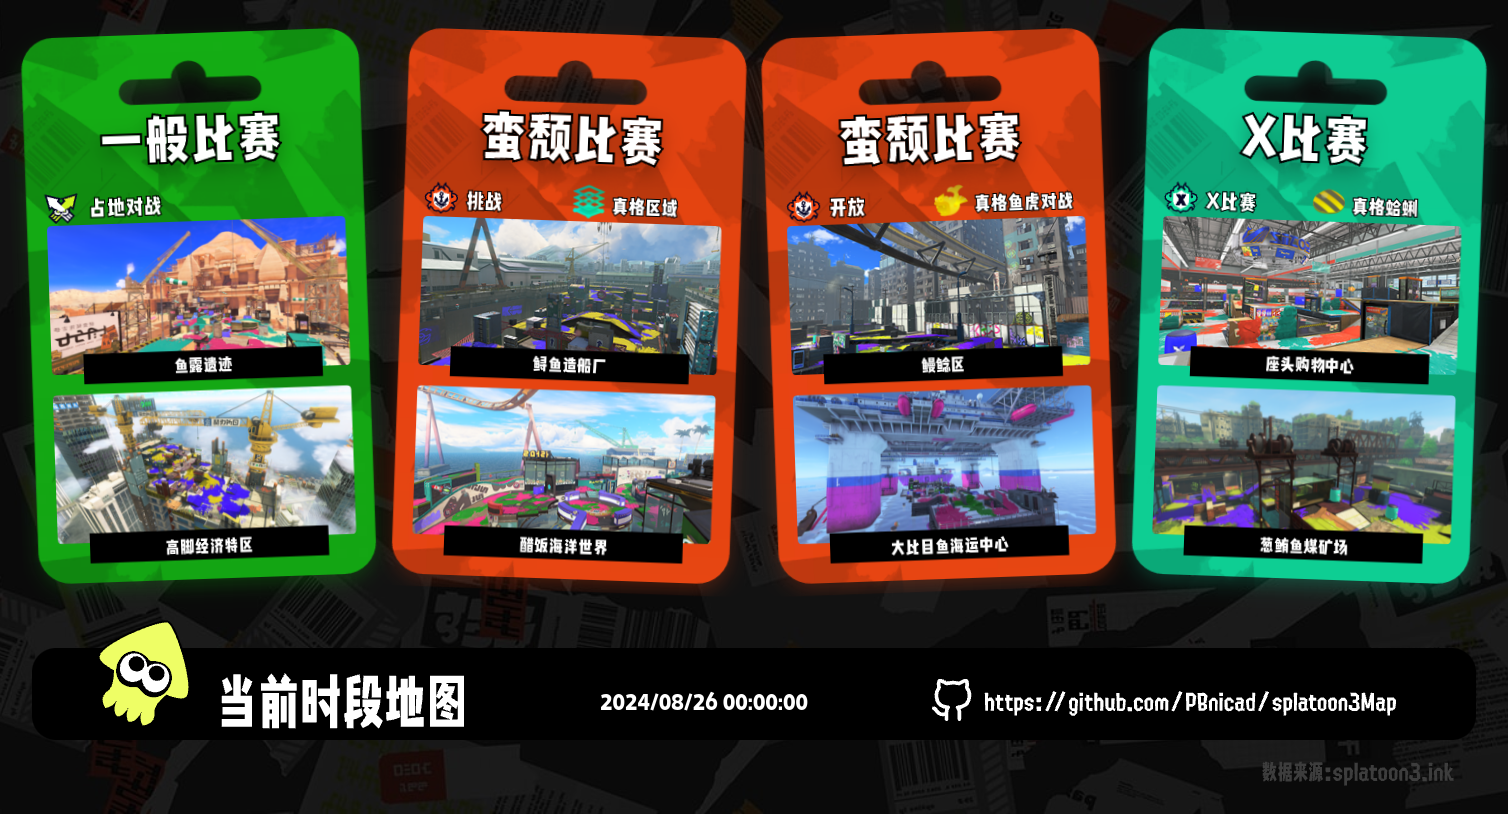 一般比赛
占地对战
鱼露遗迹
高脚经济特区
蛮颓比赛
挑战
真格区域
鲟鱼造船厂
醋饭海洋世界
蛮颓比赛
开放
真格鱼虎对战
鳗鲶区
大比目鱼海运中心
X比赛
X比赛
真格蛤蜊
座头购物中心
葱鲔鱼煤矿场
当前时段地图
2024/08/26 00:00:00
https://github.com/PBnicad/splatoon3Map
数据来源:splatoon3.ink